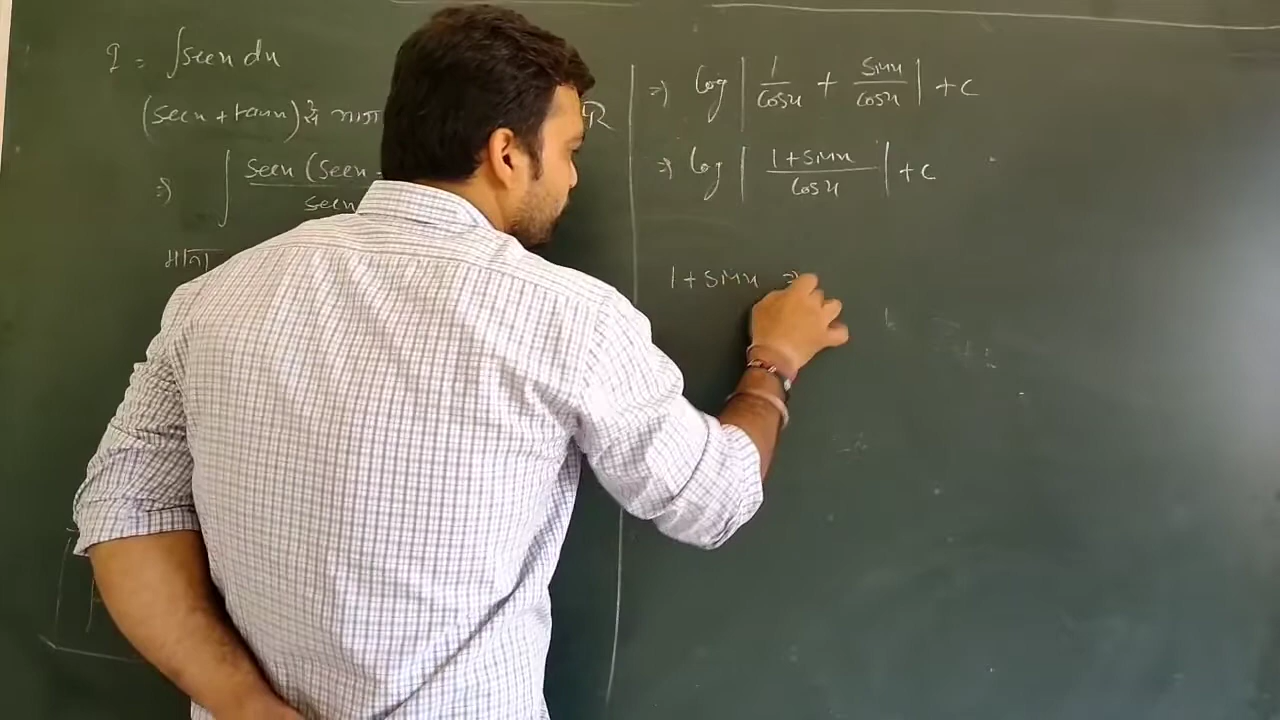 I = ∫secx dx
(secx + tanx) से
⇒ ∫ secx (secx
secx
माना
⇒ log | 1/cosx + sinx/cosx | + c
⇒ log | 1+sinx/cosx | + c
1 + sinx ⇒